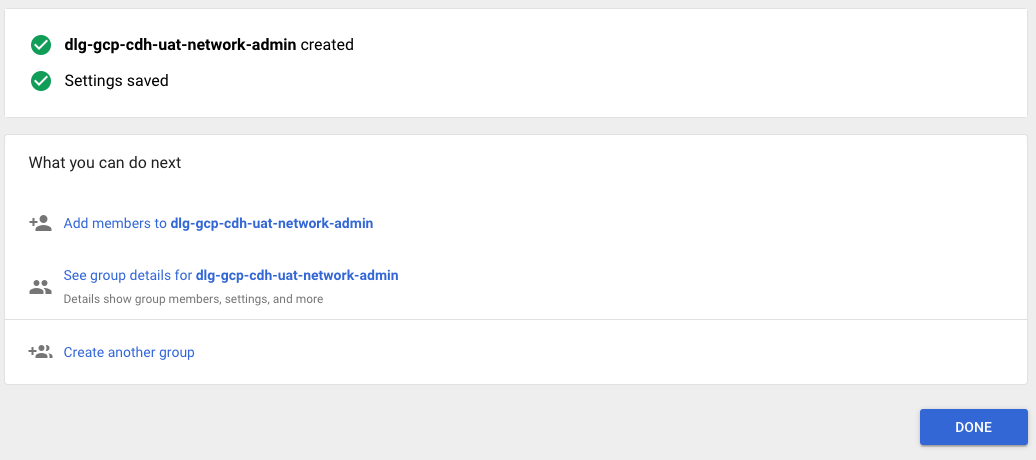 dlg-gcp-cdh-uat-network-admin created
Settings saved
What you can do next
Add members to dlg-gcp-cdh-uat-network-admin
See group details for dlg-gcp-cdh-uat-network-admin
Details show group members, settings, and more
Create another group
DONE